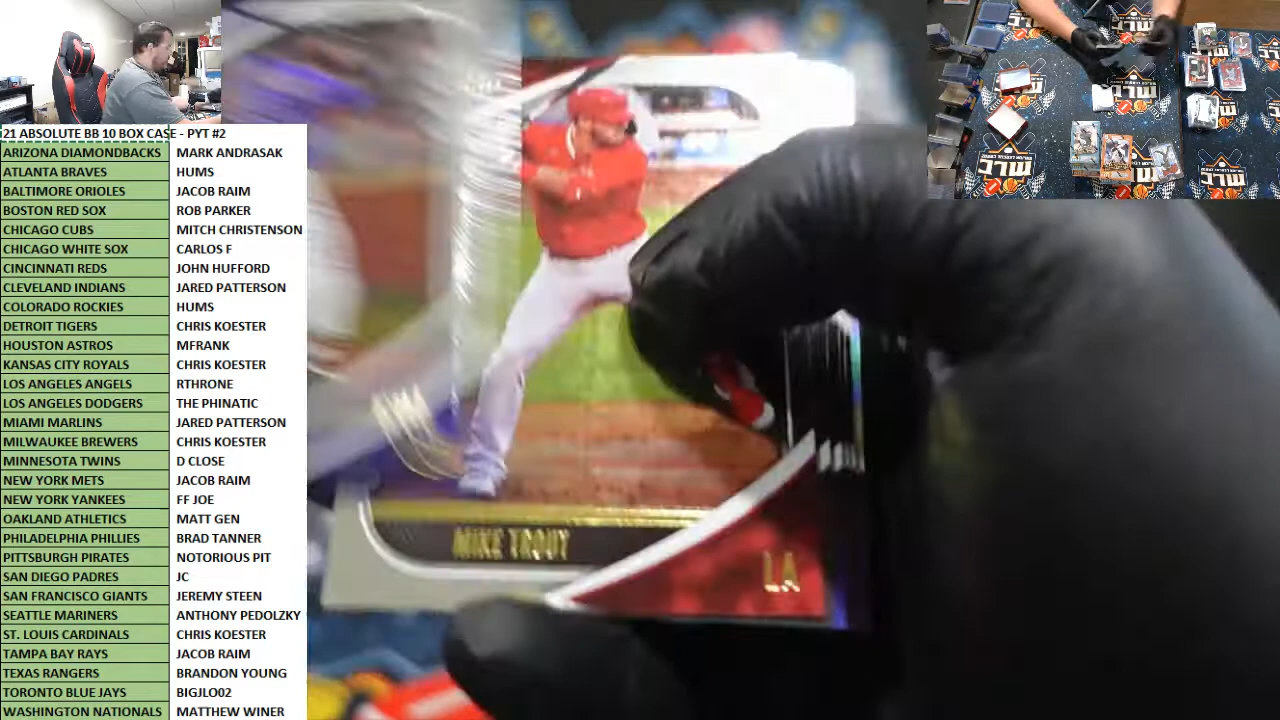 21 ABSOLUTE BB 10 BOX CASE - PYT #2
ARIZONA DIAMONDBACKS MARK ANDRASAK
ATLANTA BRAVES HUMS
BALTIMORE ORIOLES JACOB RAIM
BOSTON RED SOX ROB PARKER
CHICAGO CUBS MITCH CHRISTENSON
CHICAGO WHITE SOX CARLOS F
CINCINNATI REDS JOHN HUFFORD
CLEVELAND INDIANS JARED PATTERSON
COLORADO ROCKIES HUMS
DETROIT TIGERS CHRIS KOESTER
HOUSTON ASTROS MFRANK
KANSAS CITY ROYALS CHRIS KOESTER
LOS ANGELES ANGELS RTHRONE
LOS ANGELES DODGERS THE PHINATIC
MIAMI MARLINS JARED PATTERSON
MILWAUKEE BREWERS CHRIS KOESTER
MINNESOTA TWINS D CLOSE
NEW YORK METS JACOB RAIM
NEW YORK YANKEES FF JOE
OAKLAND ATHLETICS MATT GEN
PHILADELPHIA PHILLIES BRAD TANNER
PITTSBURGH PIRATES NOTORIOUS PIT
SAN DIEGO PADRES JC
SAN FRANCISCO GIANTS JEREMY STEEN
SEATTLE MARINERS ANTHONY PEDOLZKY
ST. LOUIS CARDINALS CHRIS KOESTER
TAMPA BAY RAYS JACOB RAIM
TEXAS RANGERS BRANDON YOUNG
TORONTO BLUE JAYS BIGJLO02
WASHINGTON NATIONALS MATTHEW WINER
MIKE TROUT
LA
MLC
MLC
MLC
MLC
MLC